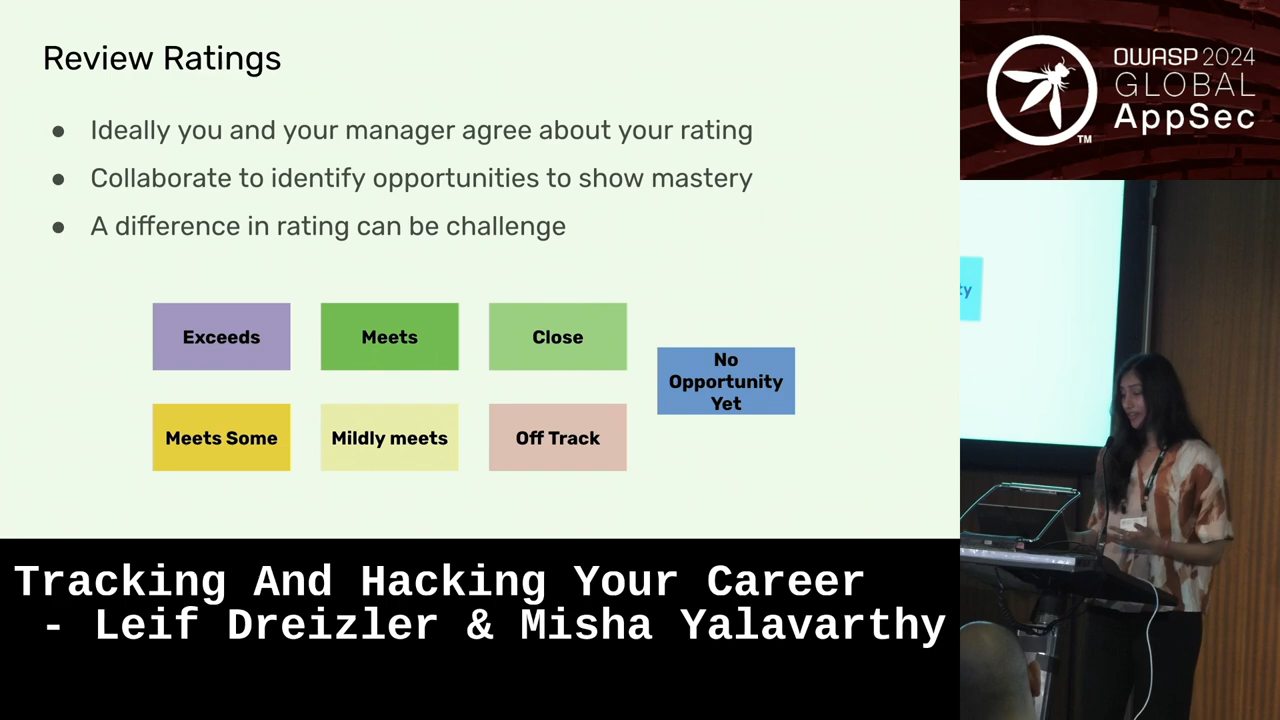 Review Ratings
● Ideally you and your manager agree about your rating
● Collaborate to identify opportunities to show mastery
● A difference in rating can be challenge
Exceeds
Meets
Close
No
Opportunity
Yet
Meets Some
Mildly meets
Off Track
Tracking And Hacking Your Career
- Leif Dreizler & Misha Yalavarthy
OWASP 2024
GLOBAL
AppSec
TM
ty